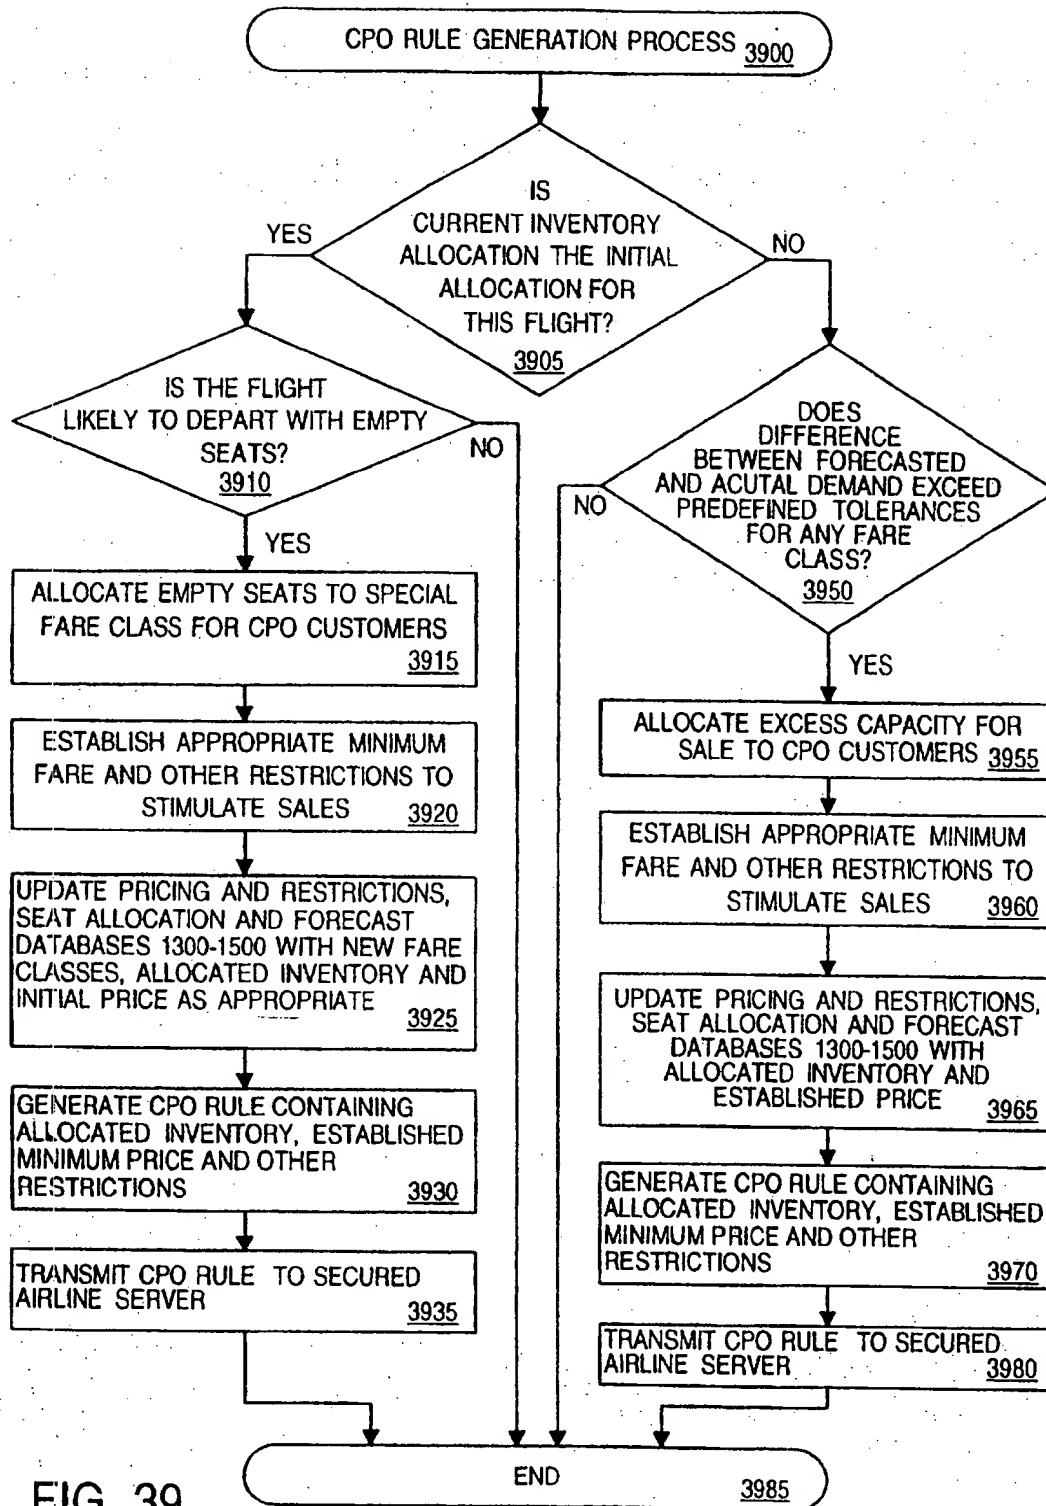 CPO RULE GENERATION PROCESS 3900
IS
CURRENT INVENTORY
ALLOCATION THE INITIAL
ALLOCATION FOR
THIS FLIGHT?
3905
YES
NO
IS THE FLIGHT
LIKELY TO DEPART WITH EMPTY
SEATS?
3910
NO
YES
ALLOCATE EMPTY SEATS TO SPECIAL
FARE CLASS FOR CPO CUSTOMERS
3915
ESTABLISH APPROPRIATE MINIMUM
FARE AND OTHER RESTRICTIONS TO
STIMULATE SALES 3920
UPDATE PRICING AND RESTRICTIONS,
SEAT ALLOCATION AND FORECAST
DATABASES 1300-1500 WITH NEW FARE
CLASSES, ALLOCATED INVENTORY AND
INITIAL PRICE AS APPROPRIATE
3925
GENERATE CPO RULE CONTAINING
ALLOCATED INVENTORY, ESTABLISHED
MINIMUM PRICE AND OTHER
RESTRICTIONS 3930
TRANSMIT CPO RULE TO SECURED
AIRLINE SERVER 3935
DOES
DIFFERENCE
BETWEEN FORECASTED
AND ACUTAL DEMAND EXCEED
PREDEFINED TOLERANCES
FOR ANY FARE
CLASS?
3950
NO
YES
ALLOCATE EXCESS CAPACITY FOR
SALE TO CPO CUSTOMERS 3955
ESTABLISH APPROPRIATE MINIMUM
FARE AND OTHER RESTRICTIONS TO
STIMULATE SALES 3960
UPDATE PRICING AND RESTRICTIONS,
SEAT ALLOCATION AND FORECAST
DATABASES 1300-1500 WITH
ALLOCATED INVENTORY AND
ESTABLISHED PRICE 3965
GENERATE CPO RULE CONTAINING
ALLOCATED INVENTORY, ESTABLISHED
MINIMUM PRICE AND OTHER
RESTRICTIONS 3970
TRANSMIT CPO RULE TO SECURED
AIRLINE SERVER 3980
END 3985
FIG. 39